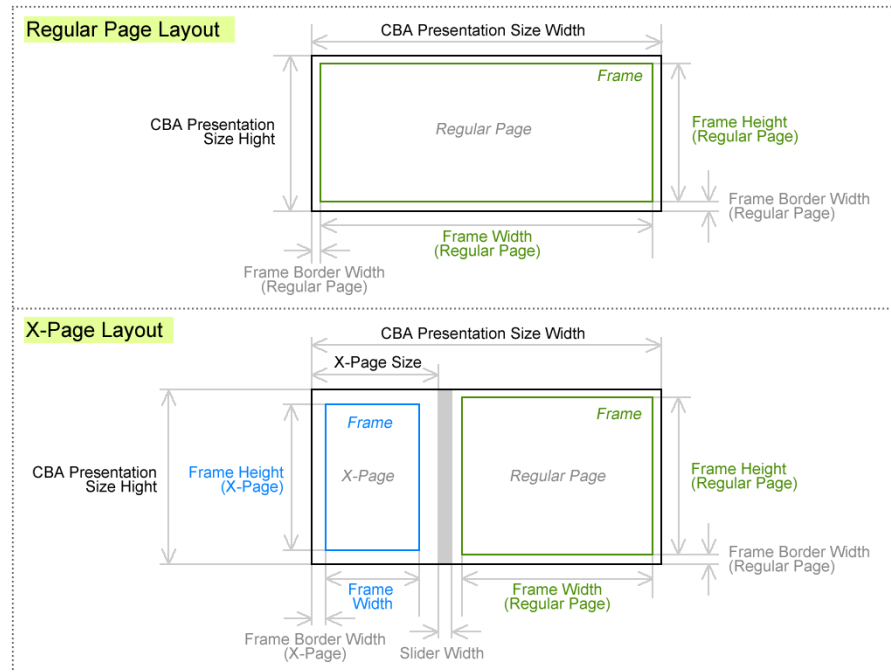 Regular Page Layout
CBA Presentation Size Width
Frame
CBA Presentation
Size Hight
Regular Page
Frame Height
(Regular Page)
Frame Border Width
(Regular Page)
Frame Width
(Regular Page)
Frame Border Width
(Regular Page)
X-Page Layout
CBA Presentation Size Width
X-Page Size
Frame
Frame
CBA Presentation
Size Hight
Frame Height
(X-Page)
X-Page
Regular Page
Frame Height
(Regular Page)
Frame Border Width
(Regular Page)
Frame
Width
Frame Width
(Regular Page)
Frame Border Width
(X-Page)
Slider Width